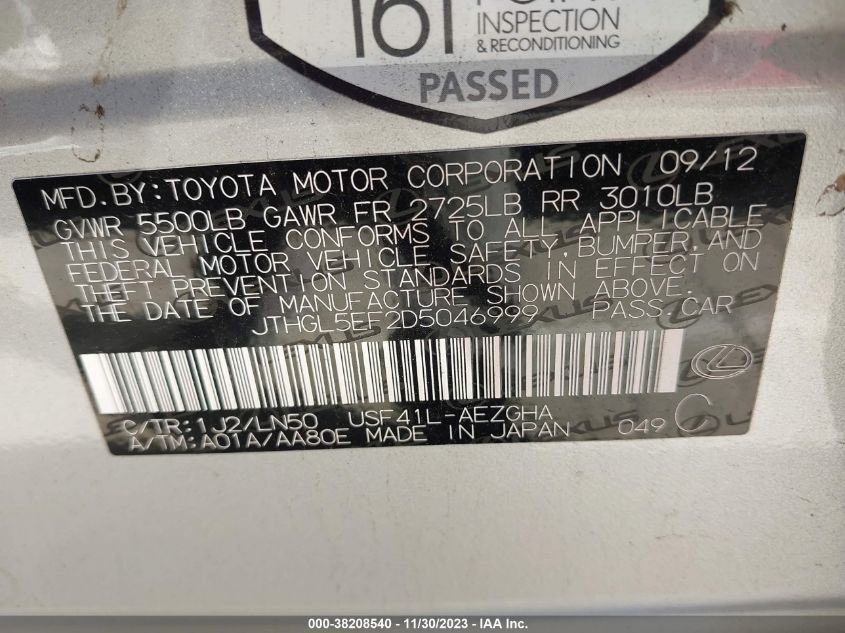 161
INSPECTION
& RECONDITIONING
PASSED
MFD. BY: TOYOTA MOTOR CORPORATION 09/12
GVWR 5500LB GAWR FR 2725LB RR 3010LB
THIS VEHICLE CONFORMS TO ALL APPLICABLE
FEDERAL MOTOR VEHICLE SAFETY, BUMPER, AND
THEFT PREVENTION STANDARDS IN EFFECT ON
THE DATE OF MANUFACTURE SHOWN ABOVE.
JTHGL5EF2D5046999 PASS. CAR
C/TR: 1J2/LN50 USF41L-AEZGHA
A/TM: A01A/AA80E MADE IN JAPAN 049 C
000-38208540 - 11/30/2023 - IAA Inc.